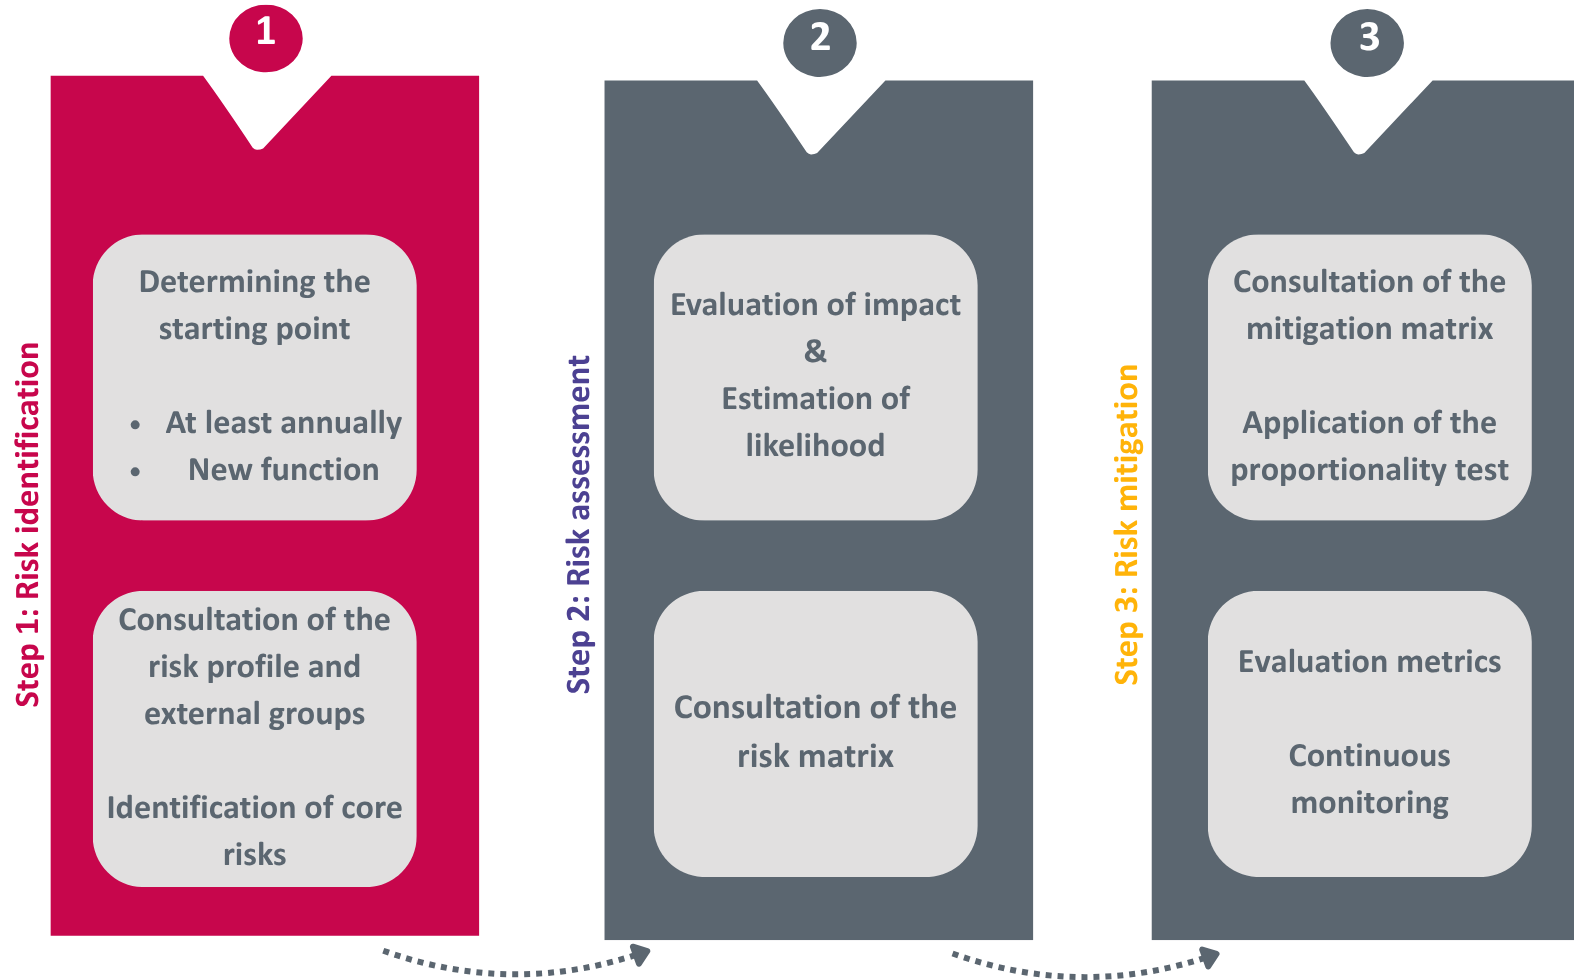 1
Step 1: Risk identification
Determining the
starting point
• At least annually
• New function
Consultation of the
risk profile and
external groups
Identification of core
risks
2
Step 2: Risk assessment
Evaluation of impact
&
Estimation of
likelihood
Consultation of the
risk matrix
3
Step 3: Risk mitigation
Consultation of the
mitigation matrix
Application of the
proportionality test
Evaluation metrics
Continuous
monitoring